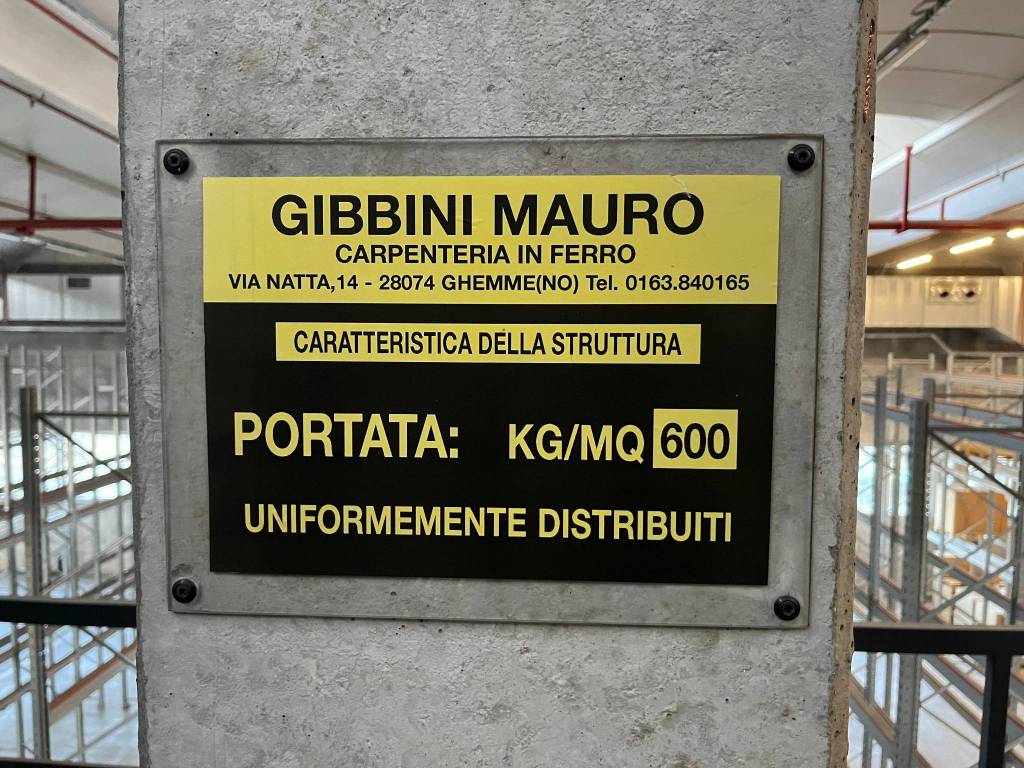 GIBBINI MAURO
CARPENTERIA IN FERRO
VIA NATTA,14 - 28074 GHEMME(NO) Tel. 0163.840165
CARATTERISTICA DELLA STRUTTURA
PORTATA: KG/MQ 600
UNIFORMEMENTE DISTRIBUITI